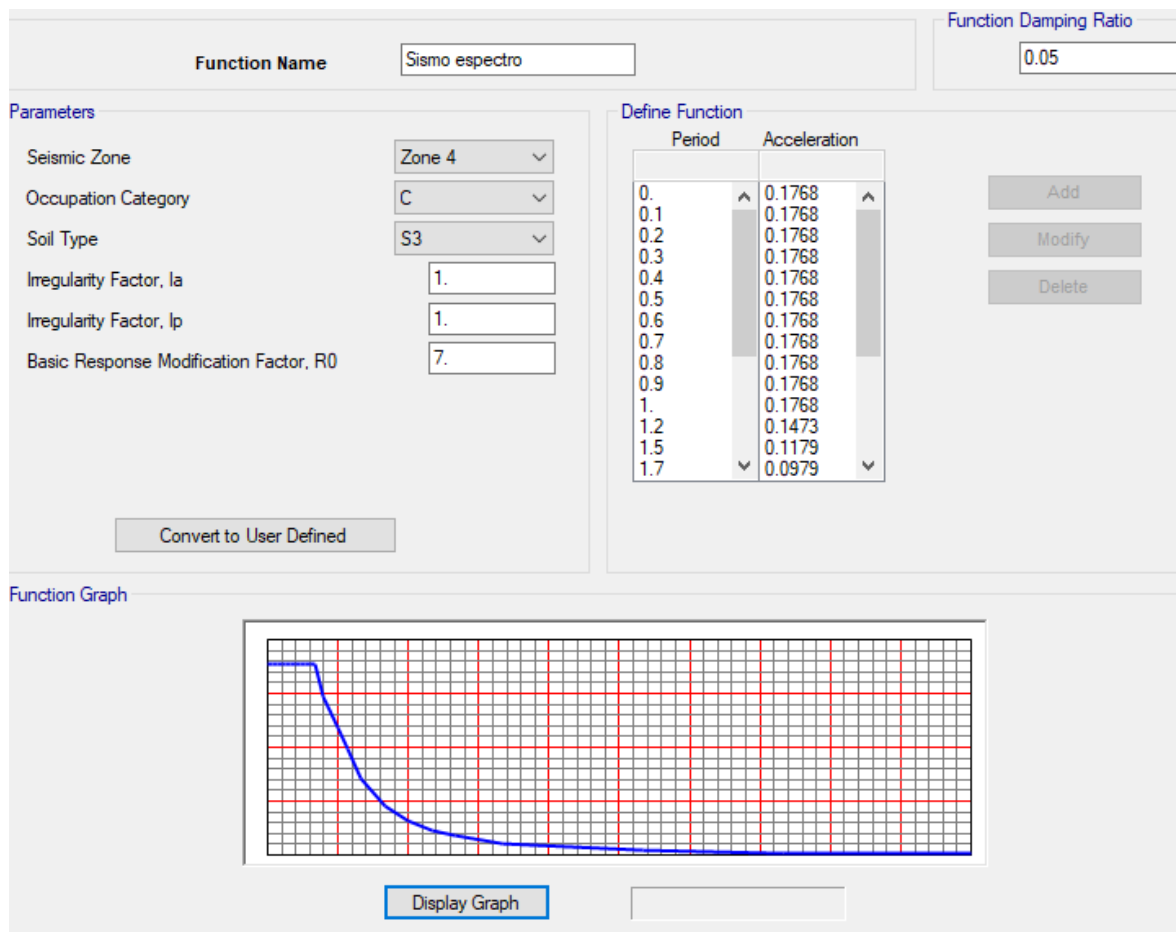 Function Damping Ratio
Function Name Sismo espectro 0.05
Parameters
Seismic Zone Zone 4
Occupation Category C
Soil Type S3
Irregularity Factor, Ia 1.
Irregularity Factor, Ip 1.
Basic Response Modification Factor, R0 7.
Convert to User Defined
Define Function
Period Acceleration
0. 0.1768
0.1 0.1768
0.2 0.1768
0.3 0.1768
0.4 0.1768
0.5 0.1768
0.6 0.1768
0.7 0.1768
0.8 0.1768
0.9 0.1768
1. 0.1768
1.2 0.1473
1.5 0.1179
1.7 0.0979
Add
Modify
Delete
Function Graph
Display Graph